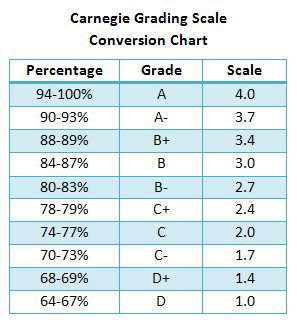 Carnegie Grading Scale
Conversion Chart
Percentage Grade Scale
94-100% A 4.0
90-93% A- 3.7
88-89% B+ 3.4
84-87% B 3.0
80-83% B- 2.7
78-79% C+ 2.4
74-77% C 2.0
70-73% C- 1.7
68-69% D+ 1.4
64-67% D 1.0